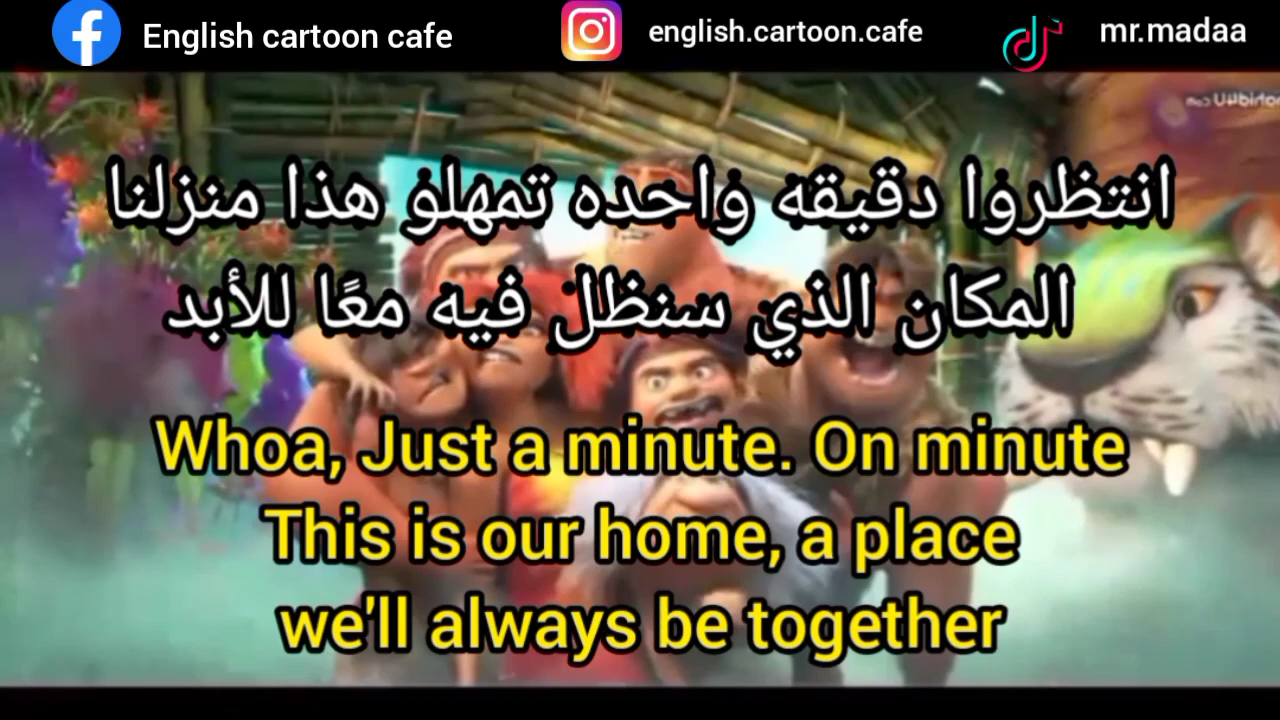 English cartoon cafe
english.cartoon.cafe
mr.madaa
انتظروا دقيقه واحده تمهلو هذا منزلنا
المكان الذي سنظل فيه معًا للأبد
Whoa, Just a minute. On minute
This is our home, a place
we'll always be together